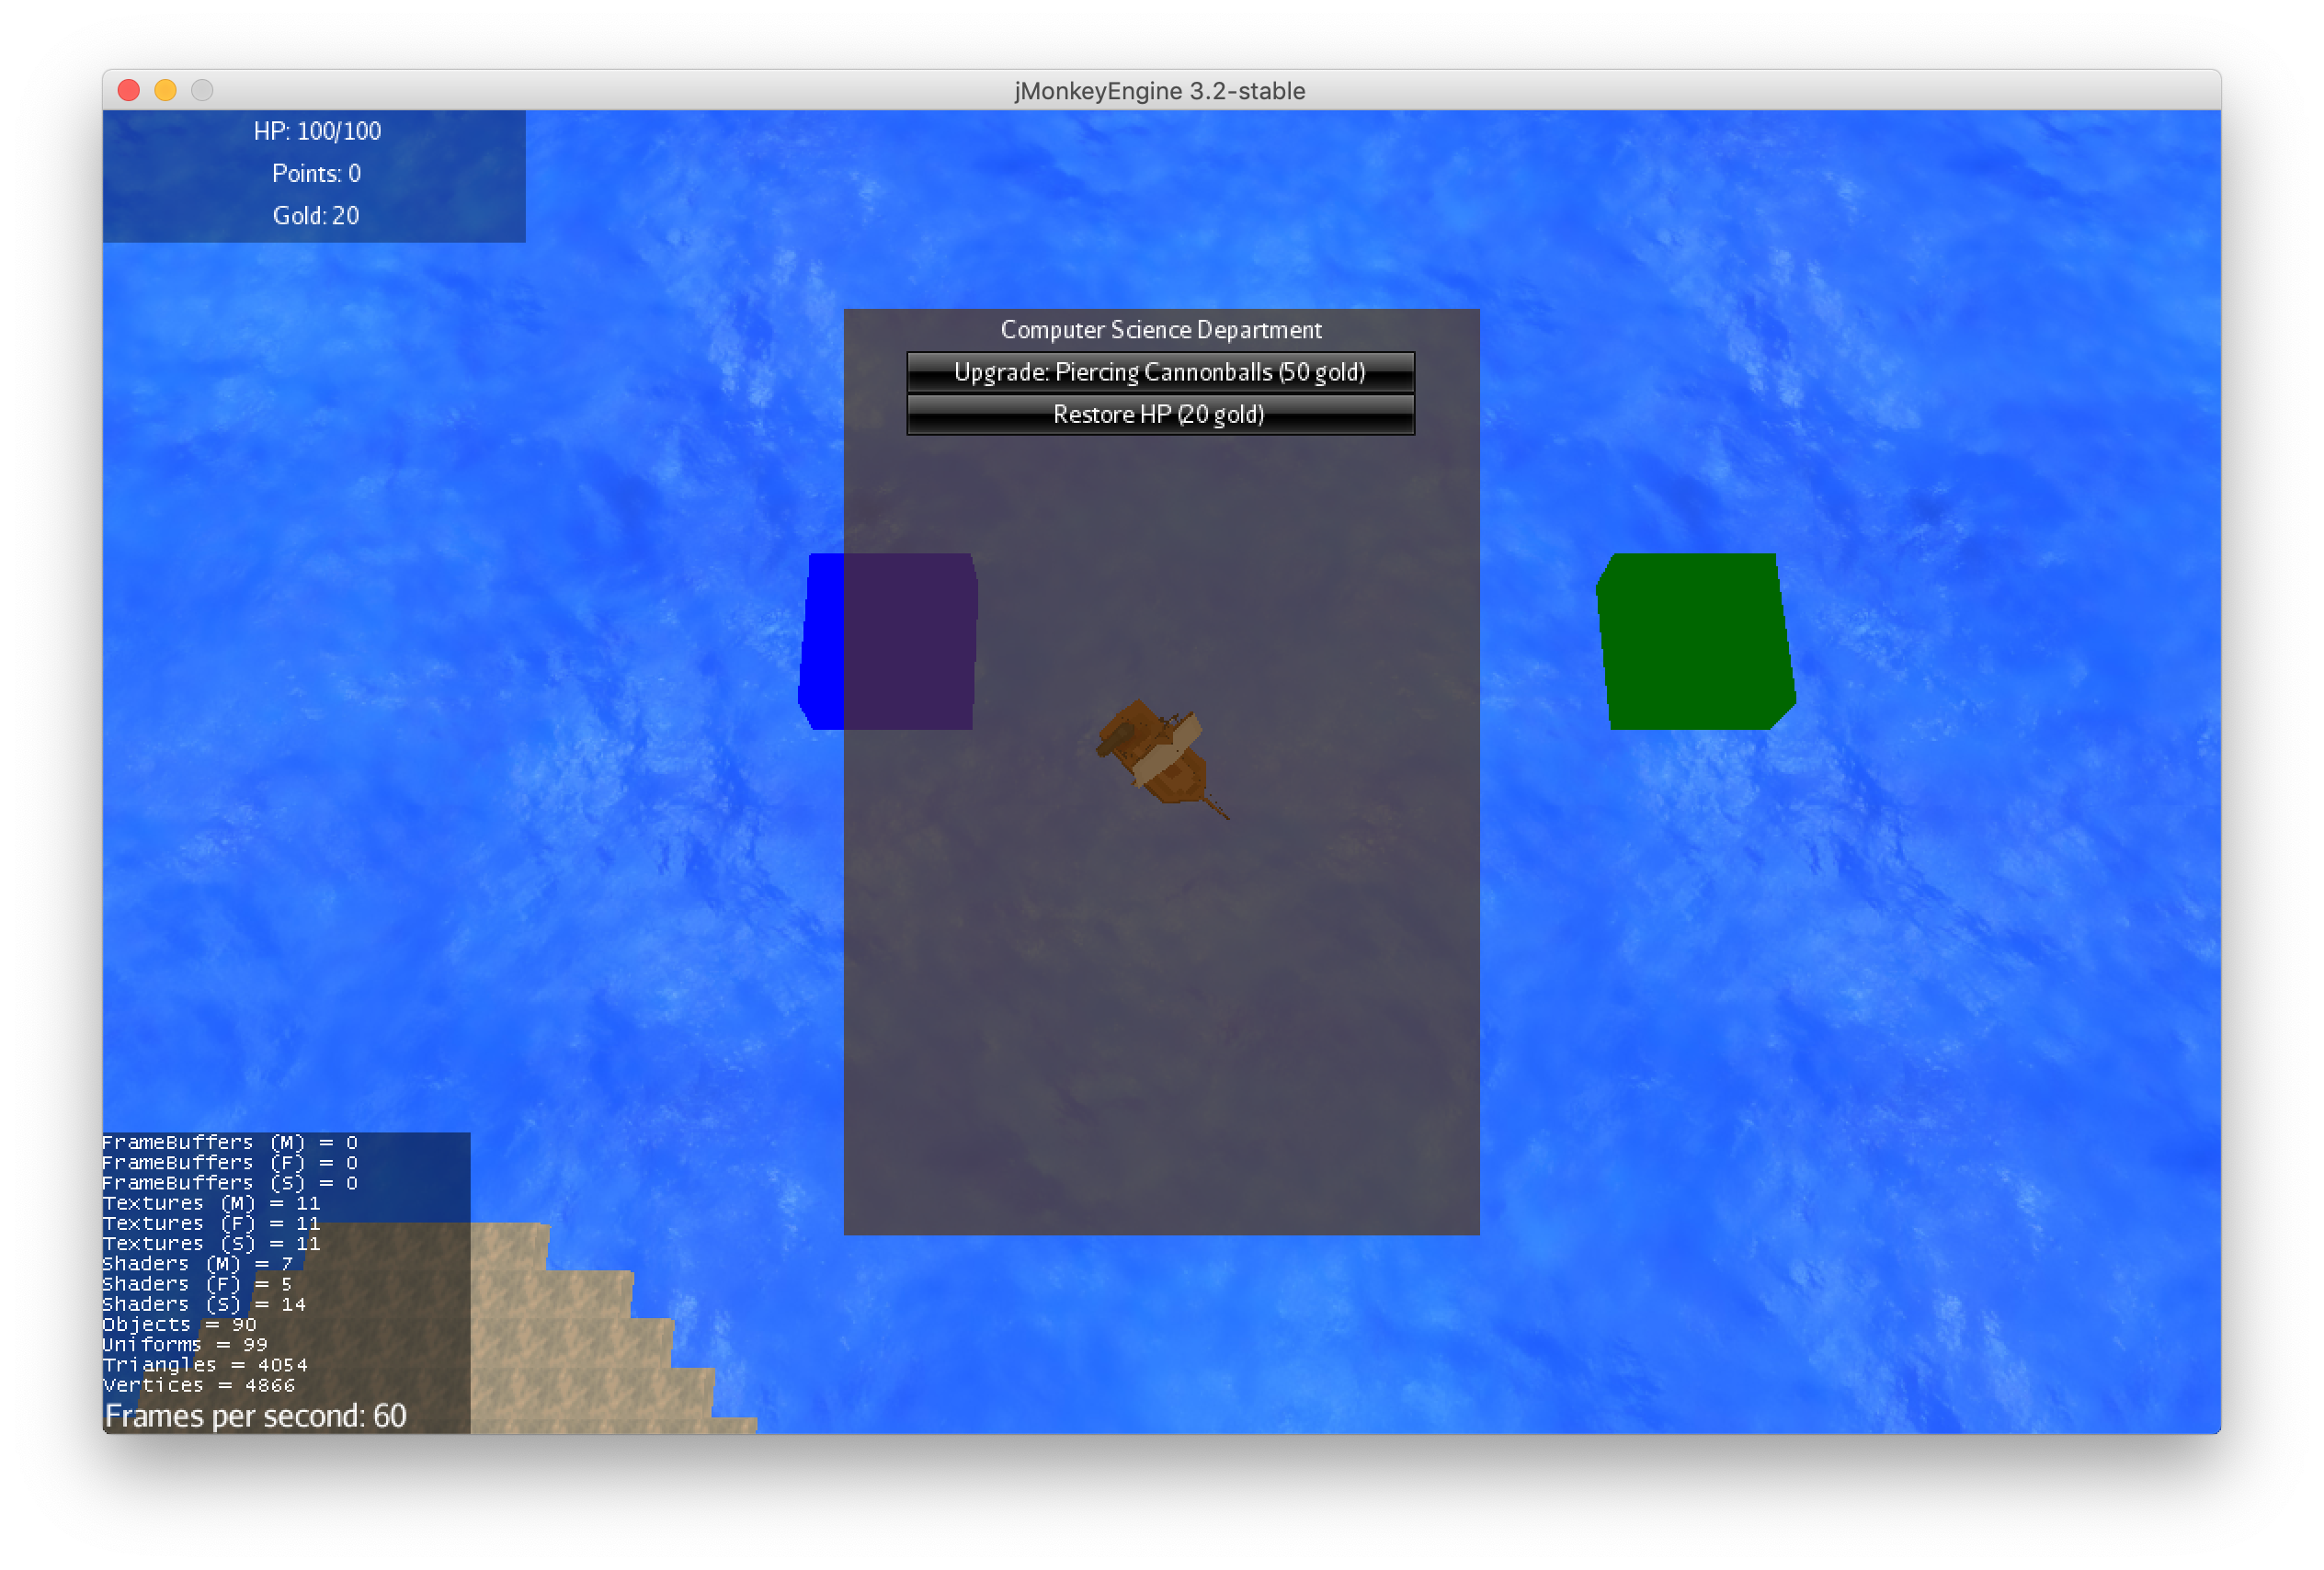 jMonkeyEngine 3.2-stable
HP: 100/100
Points: 0
Gold: 20
Computer Science Department
Upgrade: Piercing Cannonballs (50 gold)
Restore HP (20 gold)
FrameBuffers (M) = 0
FrameBuffers (F) = 0
FrameBuffers (S) = 0
Textures (M) = 11
Textures (F) = 11
Textures (S) = 11
Shaders (M) = 7
Shaders (F) = 5
Shaders (S) = 14
Objects = 90
Uniforms = 99
Triangles = 4054
Vertices = 4866
Frames per second: 60